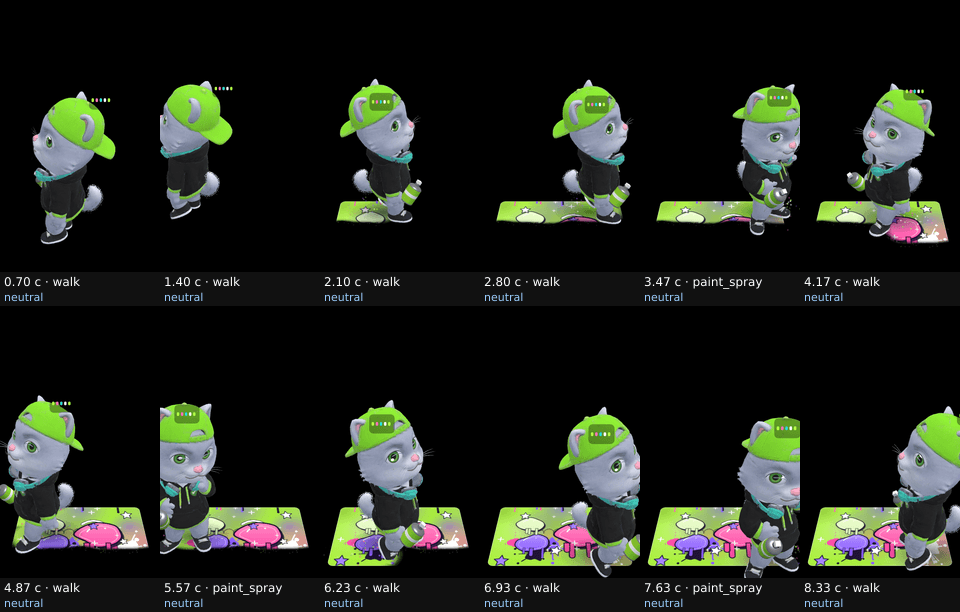 0.70 c · walk
neutral
1.40 c · walk
neutral
2.10 c · walk
neutral
2.80 c · walk
neutral
3.47 c · paint_spray
neutral
4.17 c · walk
neutral
4.87 c · walk
neutral
5.57 c · paint_spray
neutral
6.23 c · walk
neutral
6.93 c · walk
neutral
7.63 c · paint_spray
neutral
8.33 c · walk
neutral